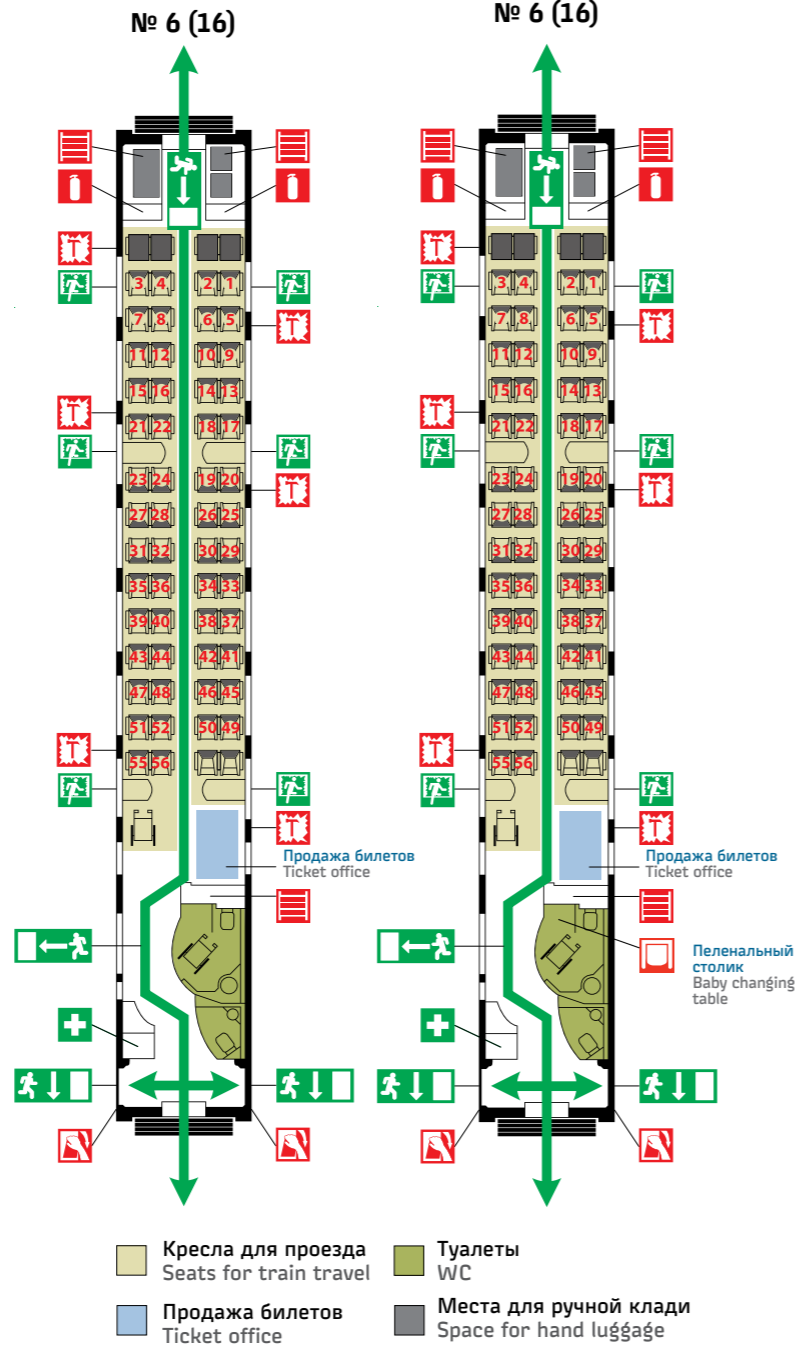 № 6 (16)
№ 6 (16)
T
T
3 4 2 1
3 4 2 1
7 8 6 5
T
7 8 6 5
T
11 12 10 9
11 12 10 9
15 16 14 13
15 16 14 13
T
T
21 22 18 17
21 22 18 17
23 24 19 20
T
23 24 19 20
T
27 28 26 25
27 28 26 25
31 32 30 29
31 32 30 29
35 36 34 33
35 36 34 33
39 40 38 37
39 40 38 37
43 44 42 41
43 44 42 41
47 48 46 45
47 48 46 45
51 52 50 49
51 52 50 49
T
T
55 56
55 56
T
T
Продажа билетов
Ticket office
Продажа билетов
Ticket office
Пеленальный
столик
Baby changing
table
Кресла для проезда
Seats for train travel
Туалеты
WC
Продажа билетов
Ticket office
Места для ручной клади
Space for hand luggage